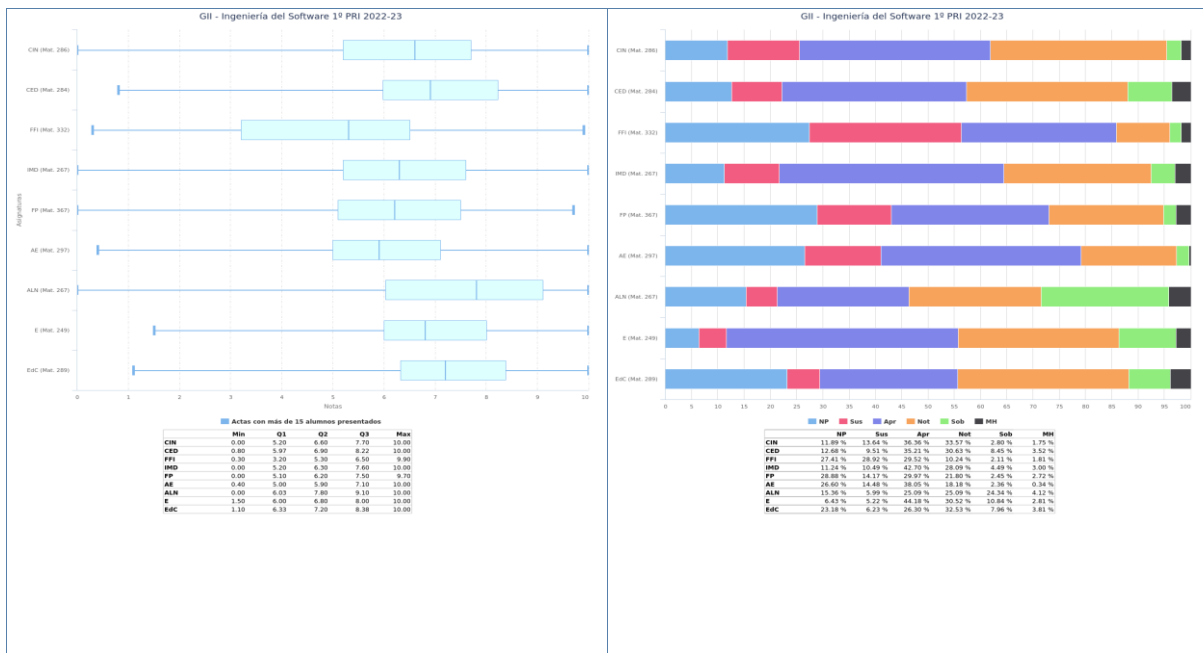 GII - Ingeniería del Software 1º PRI 2022-23
CIN (Mat. 286)
CED (Mat. 284)
FFI (Mat. 332)
IMD (Mat. 267)
FP (Mat. 367)
AE (Mat. 297)
ALN (Mat. 267)
E (Mat. 249)
EdC (Mat. 289)
Asignaturas
0 1 2 3 4 5 6 7 8 9 10
Notas
Actas con más de 15 alumnos presentados
Min Q1 Q2 Q3 Max
CIN 0.00 5.20 6.60 7.70 10.00
CED 0.80 5.97 6.90 8.22 10.00
FFI 0.30 3.20 5.30 6.50 9.90
IMD 0.00 5.20 6.30 7.60 10.00
FP 0.00 5.10 6.20 7.50 9.70
AE 0.40 5.00 5.90 7.10 10.00
ALN 0.00 6.03 7.80 9.10 10.00
E 1.50 6.00 6.80 8.00 10.00
EdC 1.10 6.33 7.20 8.38 10.00
GII - Ingeniería del Software 1º PRI 2022-23
CIN (Mat. 286)
CED (Mat. 284)
FFI (Mat. 332)
IMD (Mat. 267)
FP (Mat. 367)
AE (Mat. 297)
ALN (Mat. 267)
E (Mat. 249)
EdC (Mat. 289)
0 5 10 15 20 25 30 35 40 45 50 55 60 65 70 75 80 85 90 95 100
NP Sus Apr Not Sob MH
NP Sus Apr Not Sob MH
CIN 11.89 % 13.64 % 36.36 % 33.57 % 2.80 % 1.75 %
CED 12.68 % 9.51 % 35.21 % 30.63 % 8.45 % 3.52 %
FFI 27.41 % 28.92 % 29.52 % 10.24 % 2.11 % 1.81 %
IMD 11.24 % 10.49 % 42.70 % 28.09 % 4.49 % 3.00 %
FP 28.88 % 14.17 % 29.97 % 21.80 % 2.45 % 2.72 %
AE 26.60 % 14.48 % 38.05 % 18.18 % 2.36 % 0.34 %
ALN 15.36 % 5.99 % 25.09 % 25.09 % 24.34 % 4.12 %
E 6.43 % 5.22 % 44.18 % 30.52 % 10.84 % 2.81 %
EdC 23.18 % 6.23 % 26.30 % 32.53 % 7.96 % 3.81 %